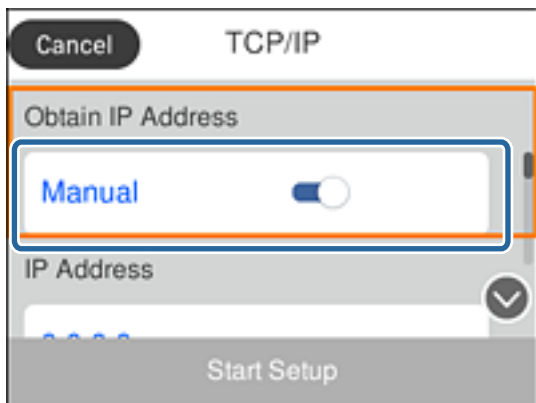 Cancel
TCP/IP
Obtain IP Address
Manual
IP Address
Start Setup